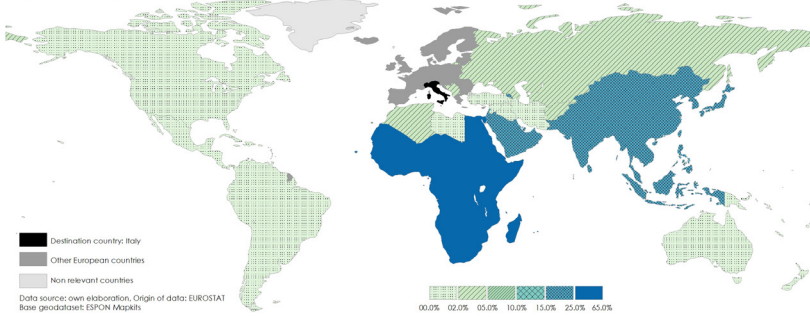 Destination country: Italy
Other European countries
Non relevant countries
Data source: own elaboration, Origin of data: EUROSTAT
Base geodataset: ESPON Mapkits
00.0% 02.0% 05.0% 10.0% 15.0% 25.0% 65.0%